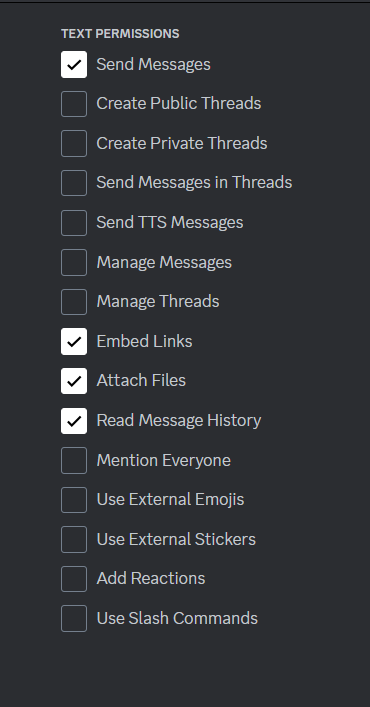 TEXT PERMISSIONS
Send Messages
Create Public Threads
Create Private Threads
Send Messages in Threads
Send TTS Messages
Manage Messages
Manage Threads
Embed Links
Attach Files
Read Message History
Mention Everyone
Use External Emojis
Use External Stickers
Add Reactions
Use Slash Commands